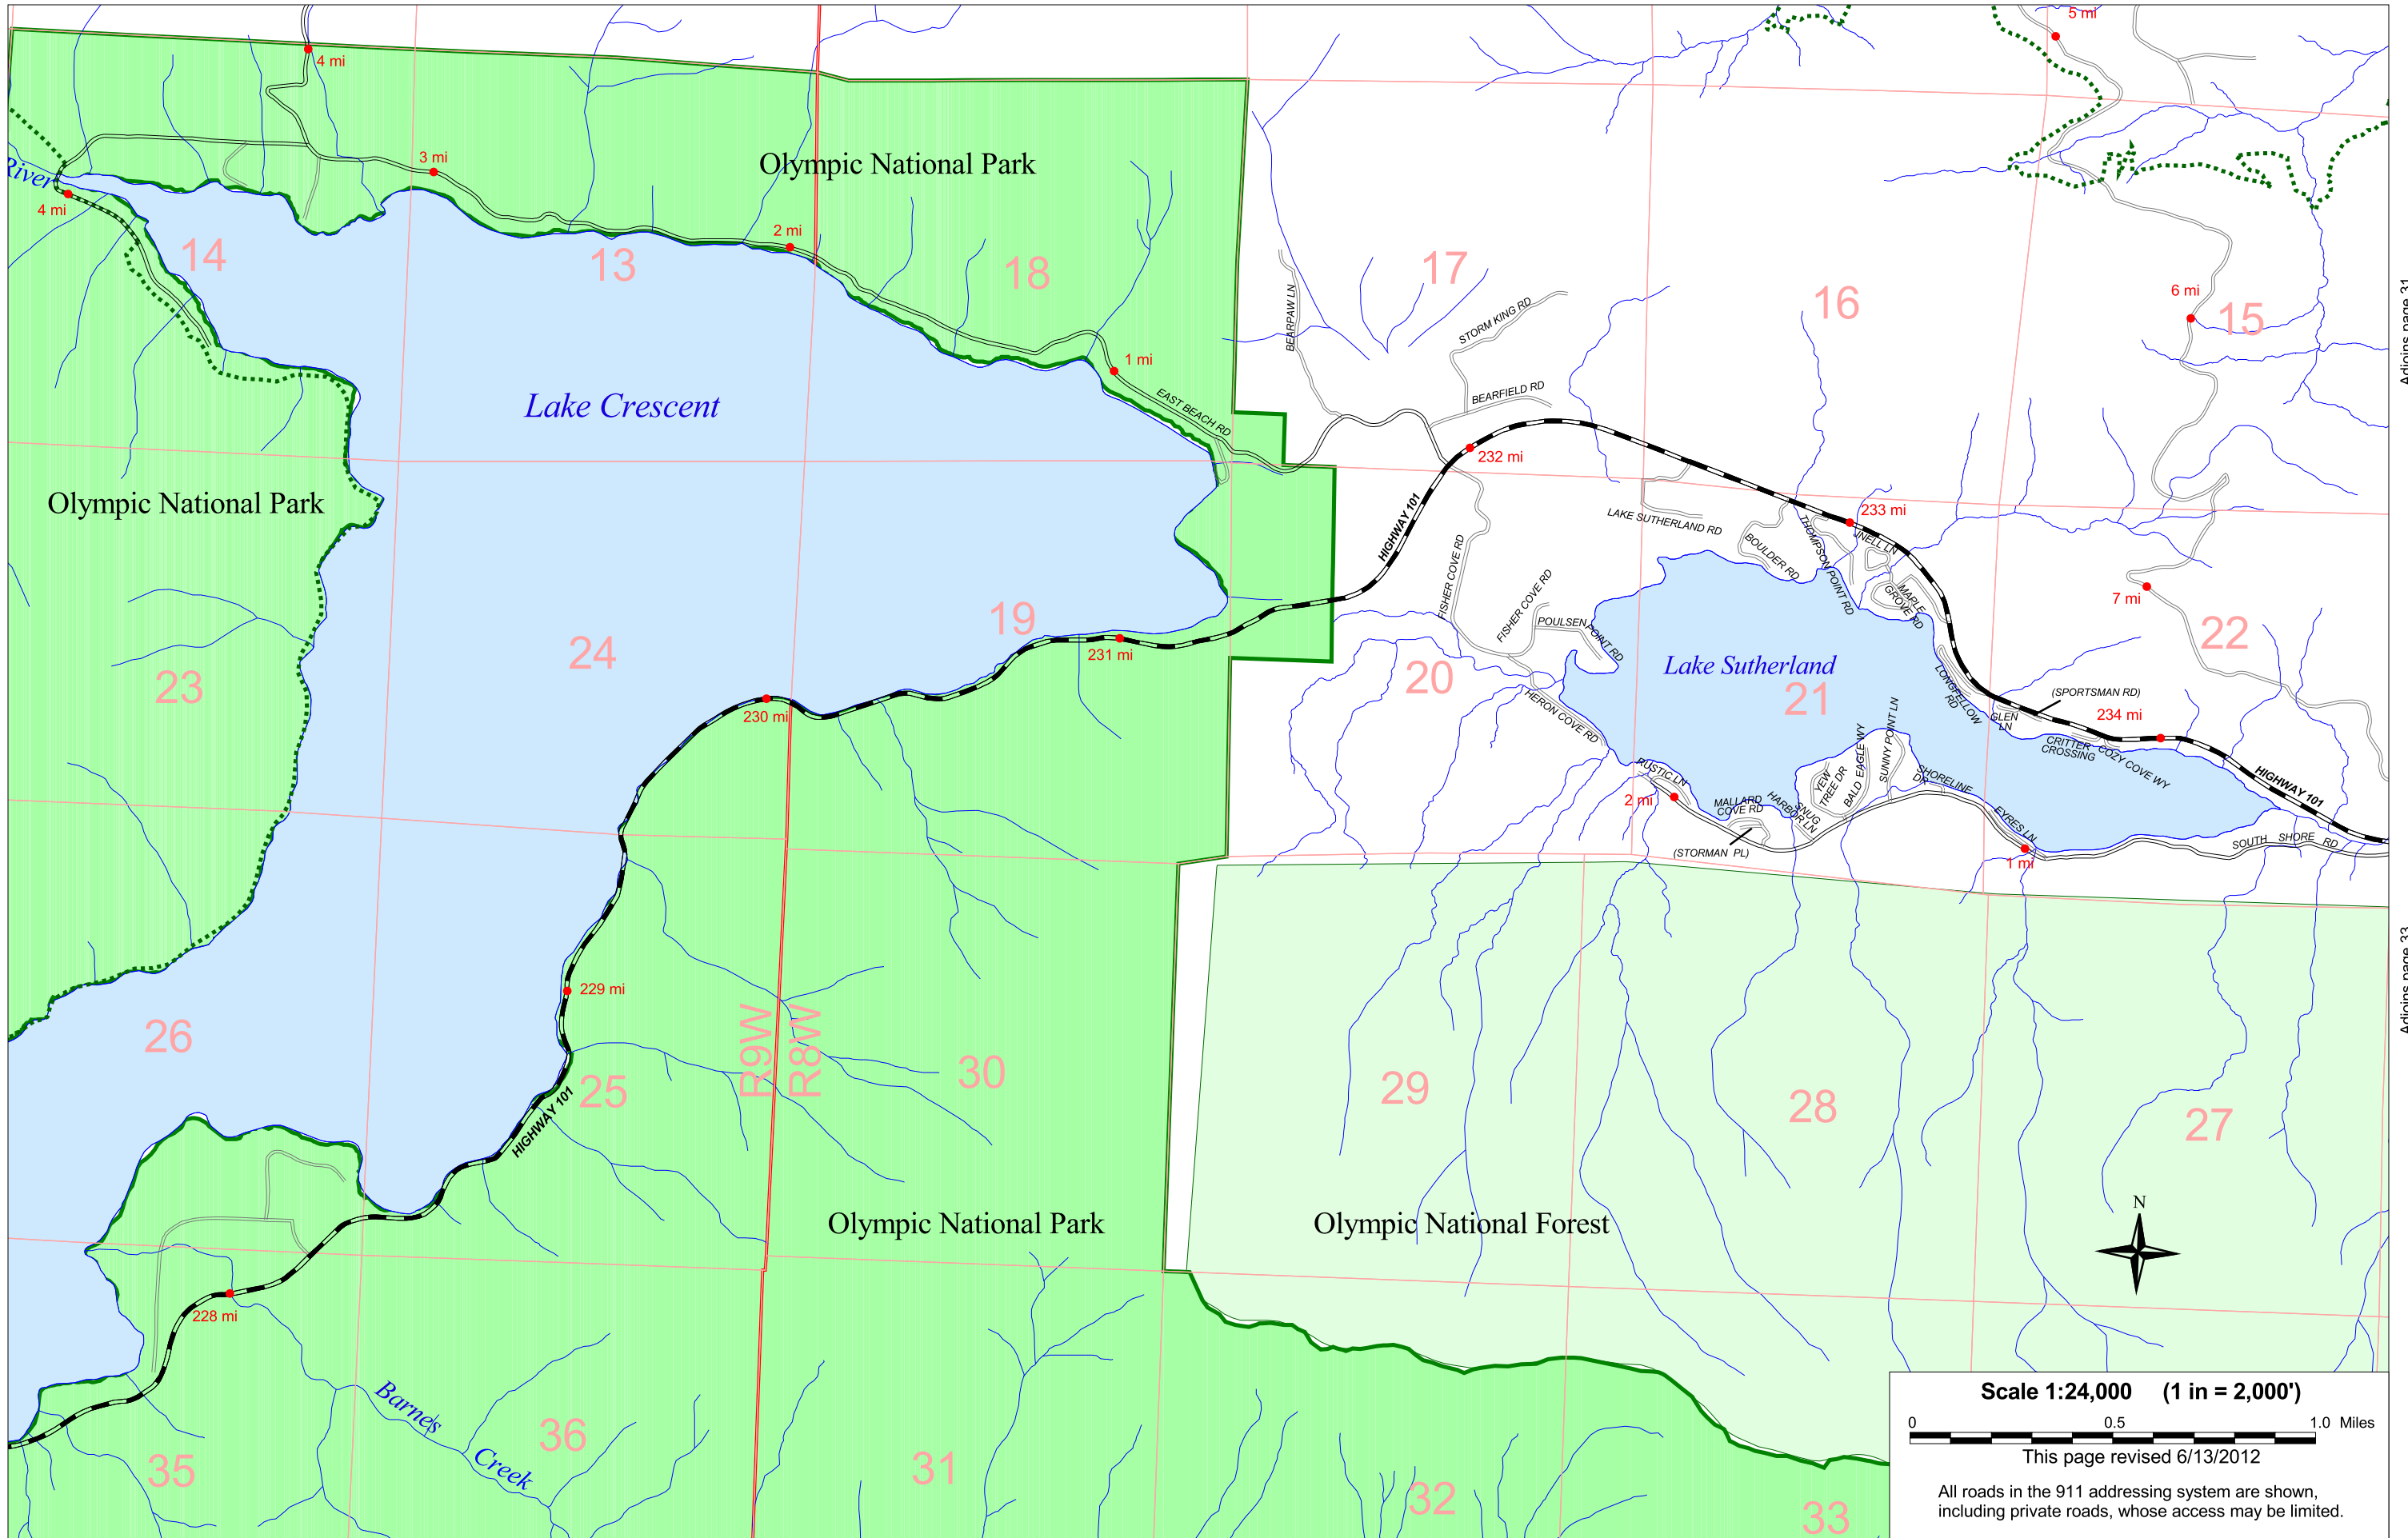 5 mi
4 mi
3 mi
Olympic National Park
River
4 mi
2 mi
14
13
18
17
16
15
6 mi
Adjoins page 31
BEARPAW LN
STORM KING RD
1 mi
EAST BEACH RD
BEARFIELD RD
Lake Crescent
232 mi
Olympic National Park
HIGHWAY 101
LAKE SUTHERLAND RD
233 mi
THOMPSON POINT RD
JNELL LN
BOULDER RD
MAPLE
GROVE RD
FISHER COVE RD
FISHER COVE RD
POULSEN POINT RD
7 mi
19
231 mi
24
23
20
Lake Sutherland
21
22
LONGFELLOW
RD
(SPORTSMAN RD)
234 mi
GLEN
LN
CRITTER
CROSSING
COZY COVE WY
HERON COVE RD
230 mi
RUSTIC LN
2 mi
MALLARD
COVE RD
SNUG
HARBOR LN
YEW
TREE DR
BALD EAGLE WY
SUNNY POINT LN
SHORELINE
DR
EYRES LN
HIGHWAY 101
SOUTH SHORE RD
(STORMAN PL)
1 mi
Adjoins page 33
229 mi
26
R9W
R8W
25
30
29
28
27
HIGHWAY 101
Olympic National Park
Olympic National Forest
N
228 mi
Barnes
Creek
35
36
31
32
33
Scale 1:24,000 (1 in = 2,000')
0 0.5 1.0 Miles
This page revised 6/13/2012
All roads in the 911 addressing system are shown,
including private roads, whose access may be limited.